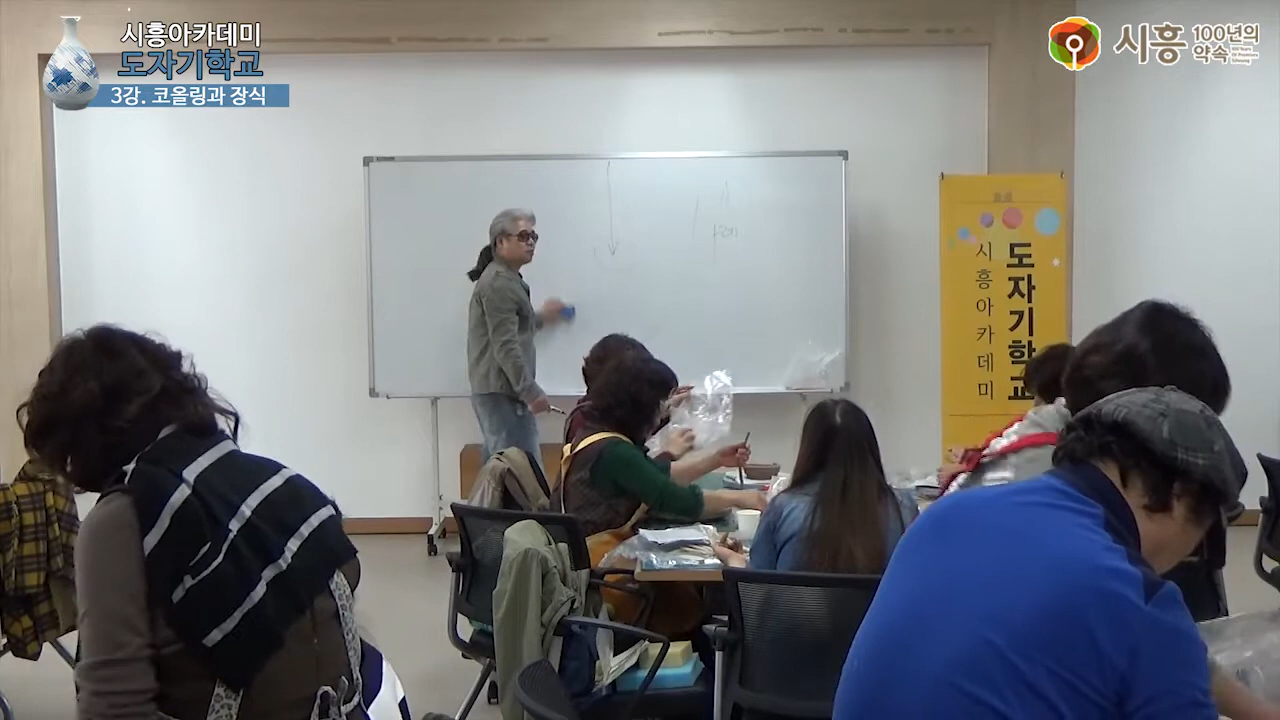 시흥아카데미
도자기학교
3강. 코올링과 장식
시흥
100년의
약속
도자기학교
시흥아카데미